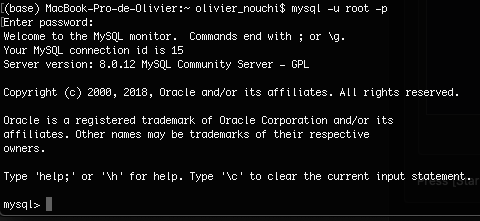 (base) MacBook-Pro-de-Olivier:~ olivier_nouchi$ mysql -u root -p
Enter password:
Welcome to the MySQL monitor.  Commands end with ; or \g.
Your MySQL connection id is 15
Server version: 8.0.12 MySQL Community Server - GPL

Copyright (c) 2000, 2018, Oracle and/or its affiliates. All rights reserved.

Oracle is a registered trademark of Oracle Corporation and/or its
affiliates. Other names may be trademarks of their respective
owners.

Type 'help;' or '\h' for help. Type '\c' to clear the current input statement.

mysql>